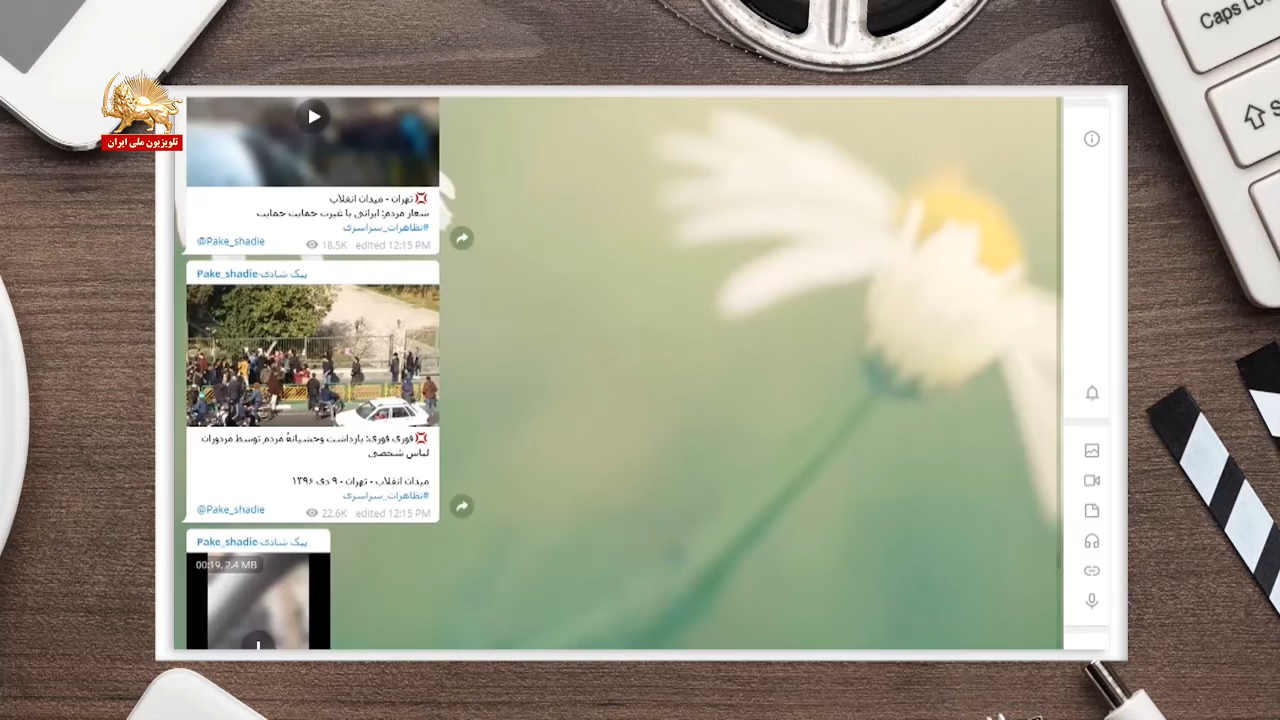 Caps Lo
S
تلویزیون ملی ایران
تهران - میدان انقلاب
شعار مردم: ایرانی با غیرت حمایت حمایت
#تظاهرات_سراسری
@Pake_shadie 18.5K edited 12:15 PM
Pake_shadie-پیک شادی
فوری فوری: بازداشت وحشیانهٔ مردم توسط مزدوران
لباس شخصی
میدان انقلاب - تهران - ۹ دی ۱۳۹۶
#تظاهرات_سراسری
@Pake_shadie 22.6K edited 12:15 PM
Pake_shadie-پیک شادی
00:19, 2.4 MB